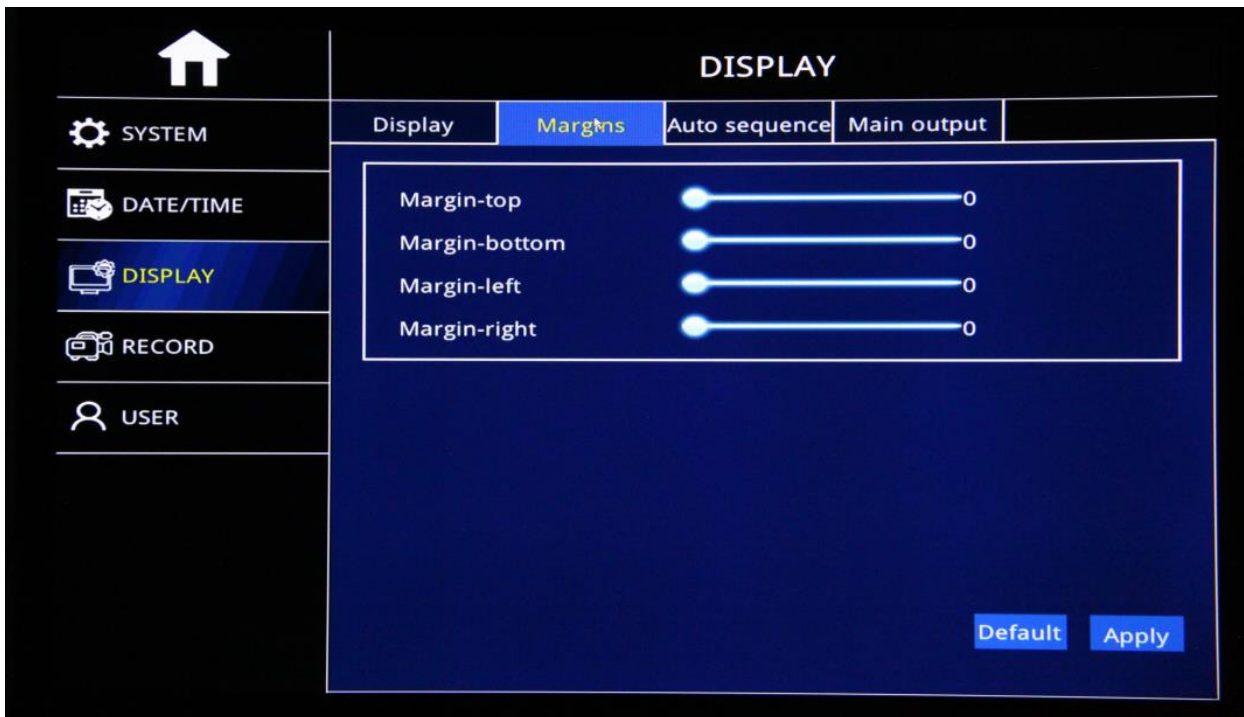 DISPLAY
SYSTEM
DATE/TIME
DISPLAY
RECORD
USER
Display Margins Auto sequence Main output
Margin-top 0
Margin-bottom 0
Margin-left 0
Margin-right 0
Default Apply